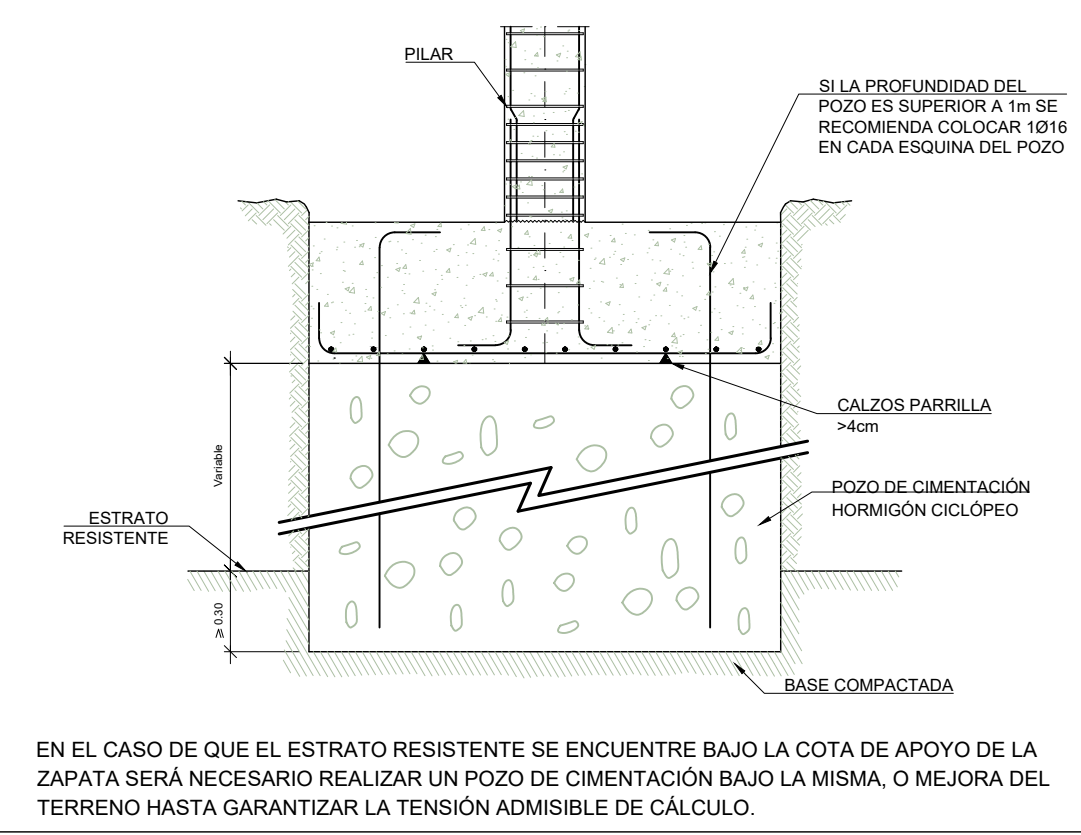 PILAR
SI LA PROFUNDIDAD DEL
POZO ES SUPERIOR A 1m SE
RECOMIENDA COLOCAR 1Ø16
EN CADA ESQUINA DEL POZO
CALZOS PARRILLA
>4cm
Variable
POZO DE CIMENTACIÓN
HORMIGÓN CICLÓPEO
ESTRATO
RESISTENTE
⩾ 0.30
BASE COMPACTADA
EN EL CASO DE QUE EL ESTRATO RESISTENTE SE ENCUENTRE BAJO LA COTA DE APOYO DE LA
ZAPATA SERÁ NECESARIO REALIZAR UN POZO DE CIMENTACIÓN BAJO LA MISMA, O MEJORA DEL
TERRENO HASTA GARANTIZAR LA TENSIÓN ADMISIBLE DE CÁLCULO.